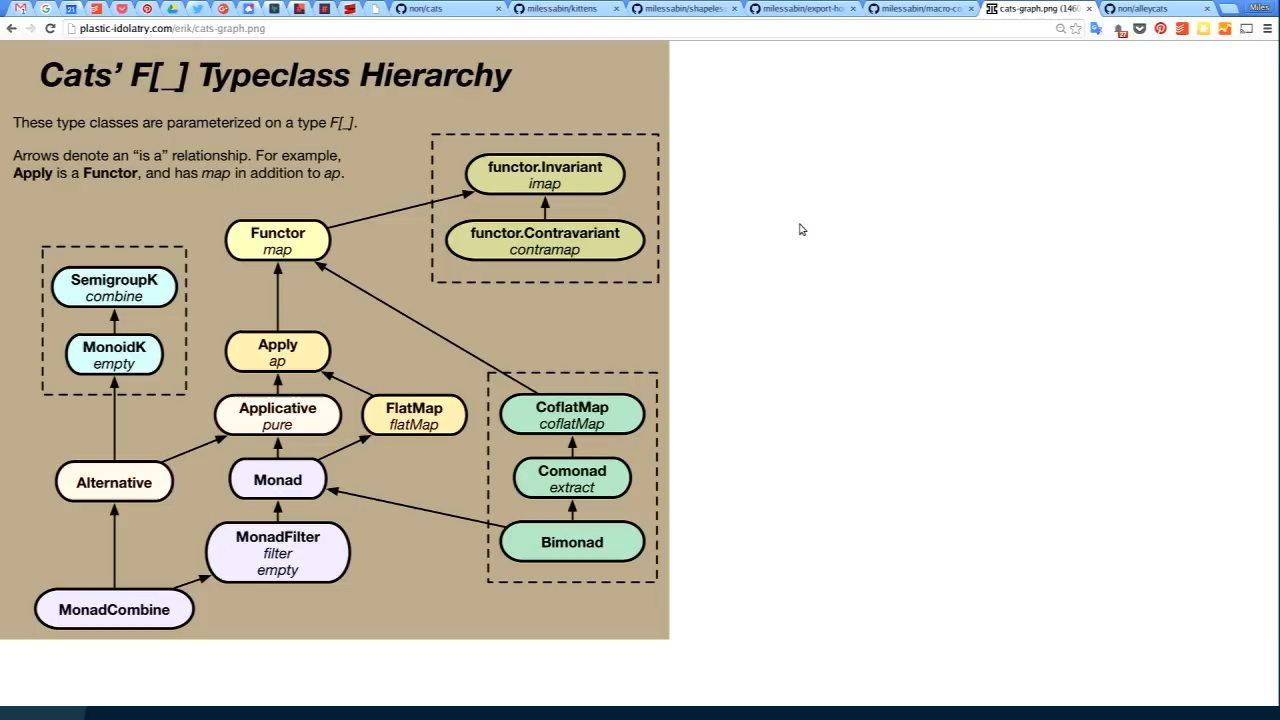 non/cats
milessabin/kittens
milessabin/shapeles
milessabin/export-ho
milessabin/macro-co
cats-graph.png (1460
non/alleycats
Miles
plastic-idolatry.com/erik/cats-graph.png
27
Cats’ F[_] Typeclass Hierarchy
These type classes are parameterized on a type F[_].
Arrows denote an “is a” relationship. For example,
Apply is a Functor, and has map in addition to ap.
functor.Invariant
imap
functor.Contravariant
contramap
Functor
map
SemigroupK
combine
MonoidK
empty
Apply
ap
Applicative
pure
FlatMap
flatMap
CoflatMap
coflatMap
Comonad
extract
Bimonad
Alternative
Monad
MonadFilter
filter
empty
MonadCombine